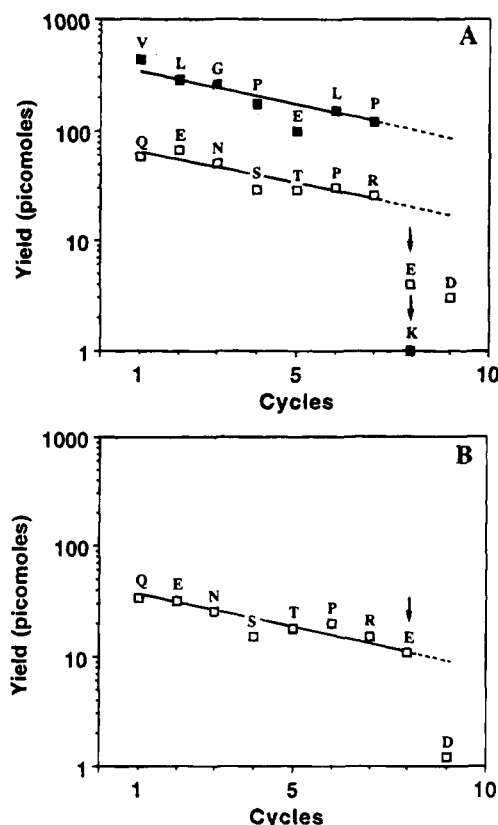 A
1000
100
10
1
Yield (picomoles)
V L G P E L P
Q E N S T P R
E D
K
1 5 10
Cycles
B
1000
100
10
1
Yield (picomoles)
Q E N S T P R E
D
1 5 10
Cycles